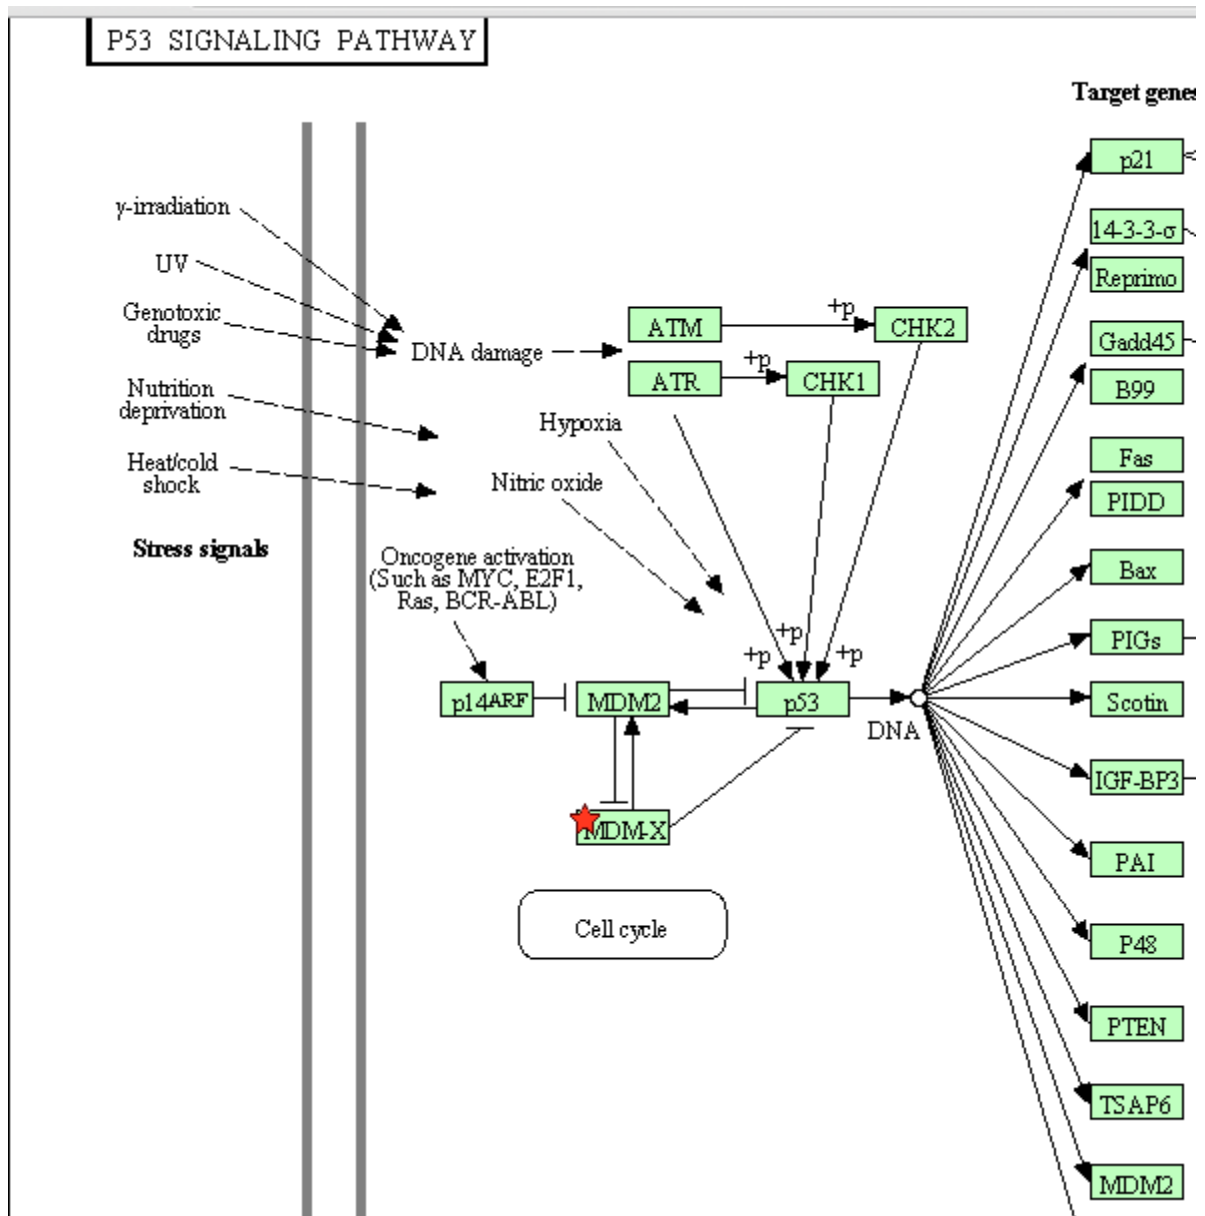 P53 SIGNALING PATHWAY
Target genes
p21
γ-irradiation
14-3-3-σ
UV
Reprimo
Genotoxic
drugs
+p
ATM
CHK2
DNA damage
Gadd45
+p
ATR
CHK1
B99
Nutrition
deprivation
Hypoxia
Fas
Heat/cold
shock
Nitric oxide
PIDD
Stress signals
Oncogene activation
(Such as MYC, E2F1,
Ras, BCR-ABL)
Bax
+p
+p
+p
PIGs
p14ARF
MDM2
p53
DNA
Scotin
IGF-BP3
MDM-X
PAI
Cell cycle
P48
PTEN
TSAP6
MDM2